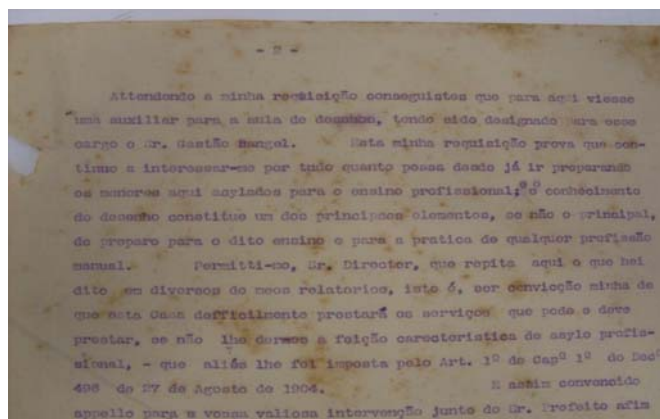 - 2 -
Attendendo a minha requisição conseguistes que para aqui viesse
uma auxiliar para a aula de desenho, tendo sido designado para esse
cargo o Sr. Gastão Rangel. Esta minha requisição prova que con-
tinuo a interessar-me por tudo quanto possa desde já ir preparando
os menores aqui asylados para o ensino profissional; e o conhecimento
do desenho constitue um dos principaes elementos, se não o principal,
do preparo para o dito ensino e para a pratica de qualquer profissão
manual. Permitti-me, Sr. Director, que repita aqui o que hei
dito em diversos de meus relatorios, isto é, ser convicção minha de
que esta Casa defficilmente prestará os serviços que pode e deve
prestar, se não lhe dermos a feição caracteristica de asylo profis-
sional, - que aliás lhe foi imposta pelo Art. 1º do Capº 1º do Decº
498 de 27 de Agosto de 1904. E assim convencido
appello para a vossa valiosa intervenção junto do Sr. Prefeito afim